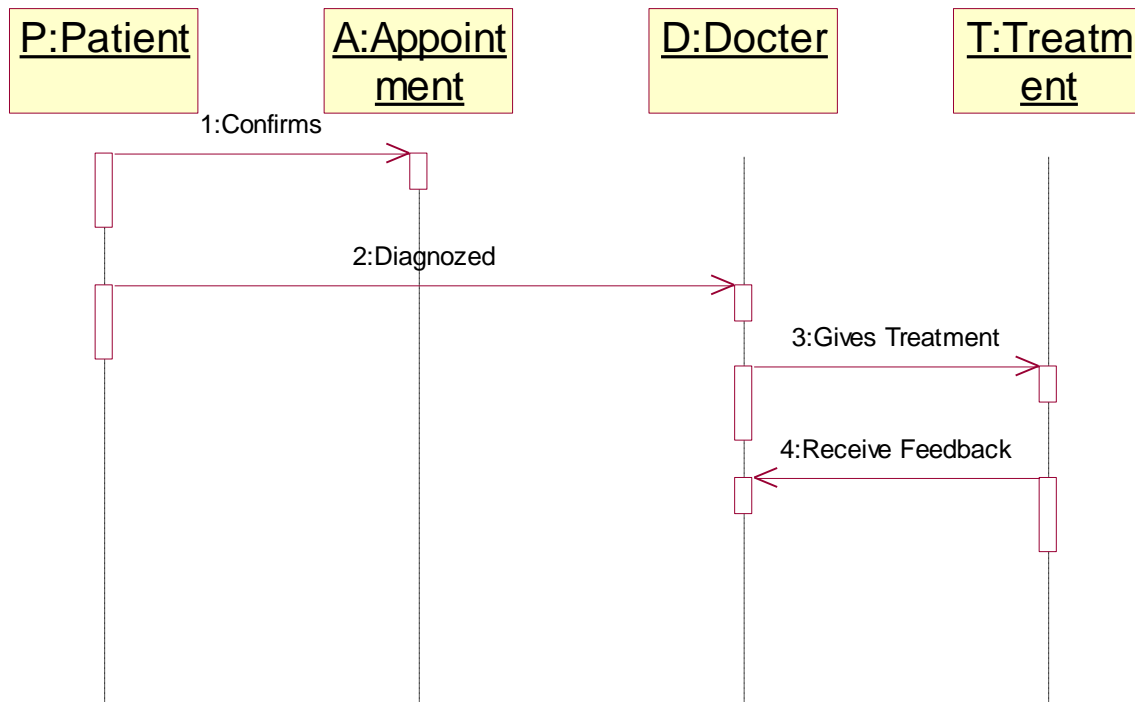 P:Patient
A:Appoint
ment
D:Docter
T:Treatm
ent
1:Confirms
2:Diagnozed
3:Gives Treatment
4:Receive Feedback